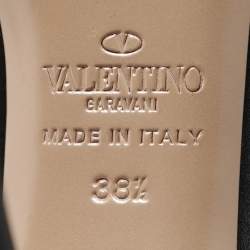 VALENTINO
GARAVANI
MADE IN ITALY
38½